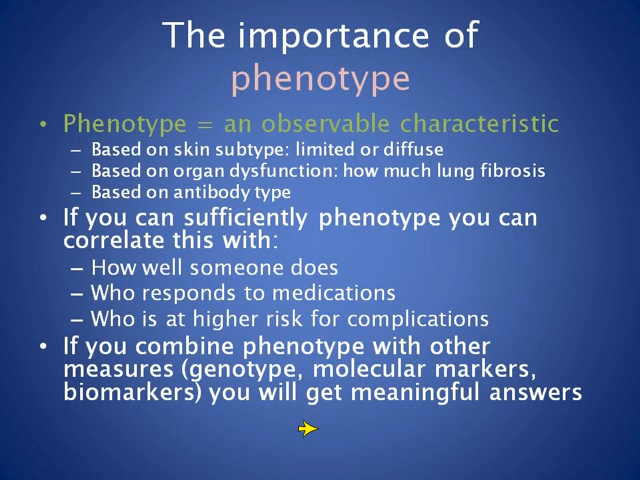 The importance of
phenotype
• Phenotype = an observable characteristic
– Based on skin subtype: limited or diffuse
– Based on organ dysfunction: how much lung fibrosis
– Based on antibody type
• If you can sufficiently phenotype you can
correlate this with:
– How well someone does
– Who responds to medications
– Who is at higher risk for complications
• If you combine phenotype with other
measures (genotype, molecular markers,
biomarkers) you will get meaningful answers